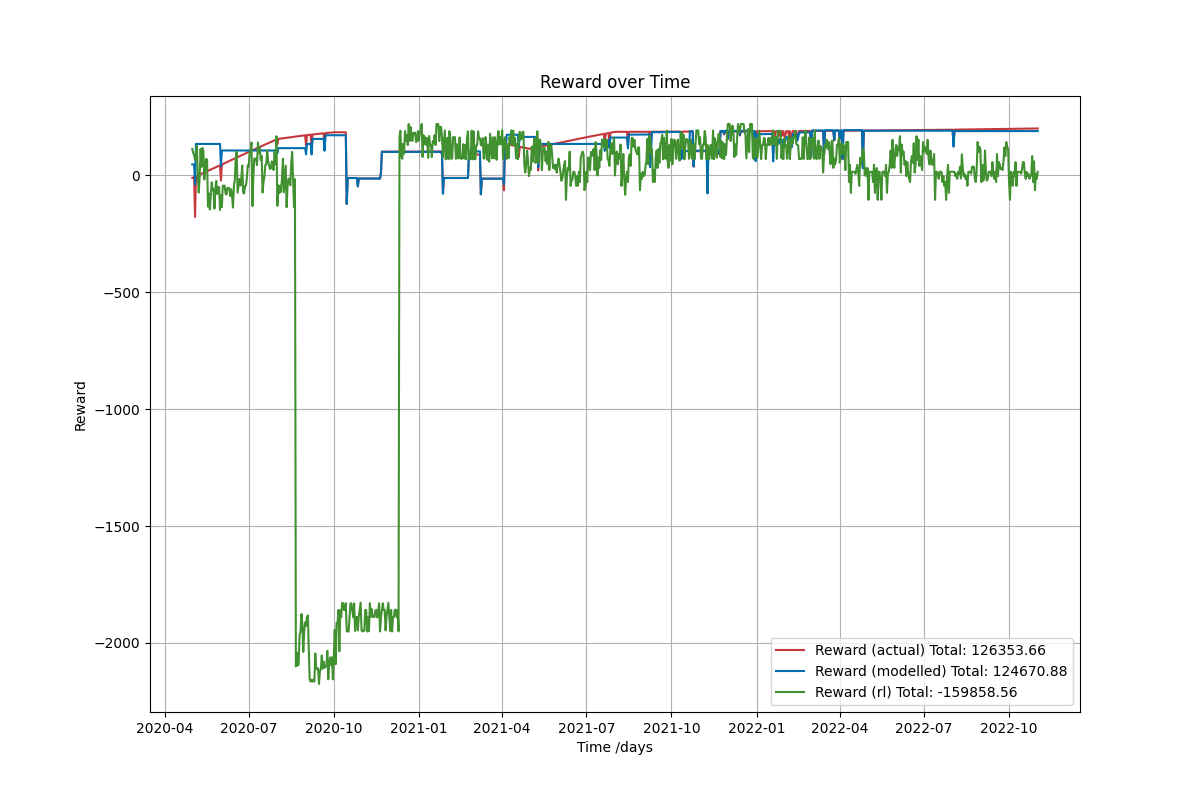 Reward over Time
Reward
0
−500
−1000
−1500
−2000
2020-04 2020-07 2020-10 2021-01 2021-04 2021-07 2021-10 2022-01 2022-04 2022-07 2022-10
Time /days
Reward (actual) Total: 126353.66
Reward (modelled) Total: 124670.88
Reward (rl) Total: -159858.56